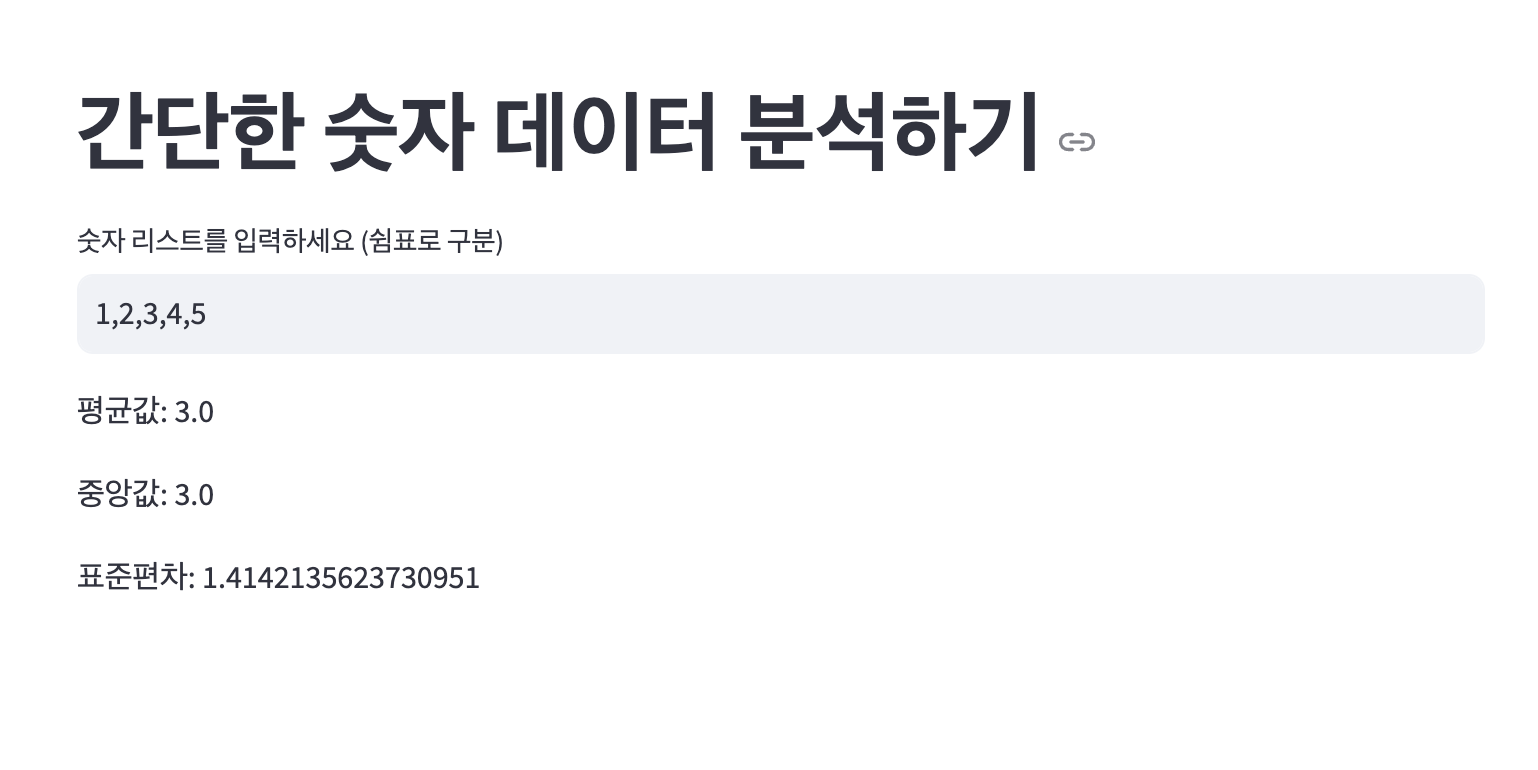 간단한 숫자 데이터 분석하기
숫자 리스트를 입력하세요 (쉼표로 구분)
1,2,3,4,5
평균값: 3.0
중앙값: 3.0
표준편차: 1.4142135623730951